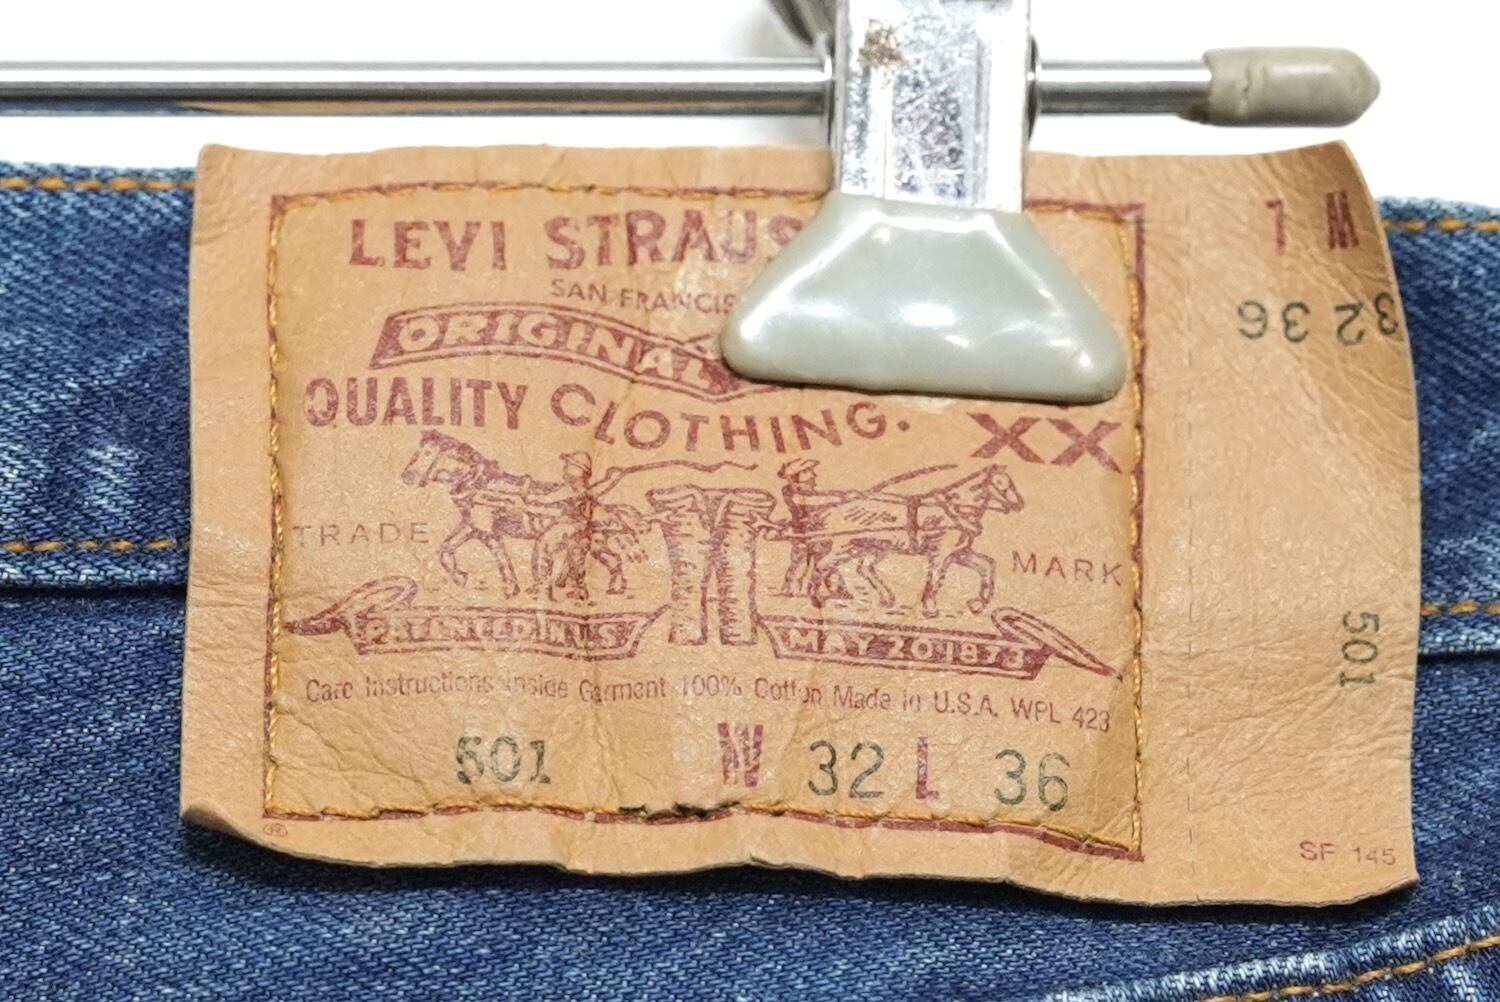 LEVI STRAUS
SAN FRANCIS
ORIGINAL
QUALITY CLOTHING.
XX
TRADE MARK
PATENTED IN U.S MAY 20 1873
Care Instructions Inside Garment 100% Cotton Made in U.S.A. WPL 423
501 W 32 L 36
®
L W
32 36
501
SF 145